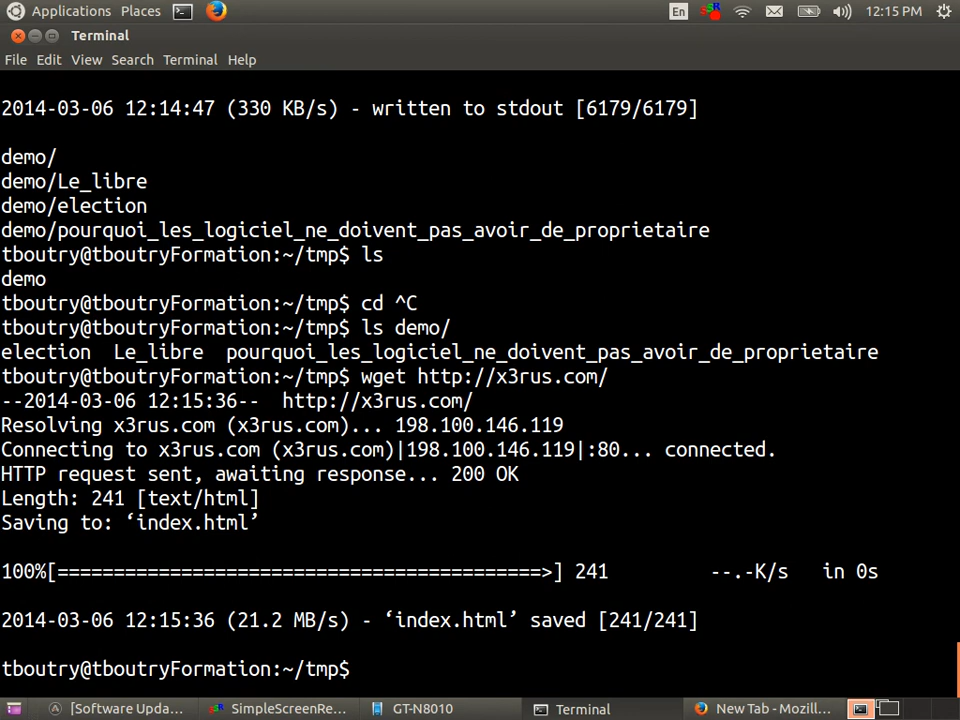 Applications Places En 12:15 PM
Terminal
File Edit View Search Terminal Help
2014-03-06 12:14:47 (330 KB/s) - written to stdout [6179/6179]
demo/
demo/Le_libre
demo/election
demo/pourquoi_les_logiciel_ne_doivent_pas_avoir_de_proprietaire
tboutry@tboutryFormation:~/tmp$ ls
demo
tboutry@tboutryFormation:~/tmp$ cd ^C
tboutry@tboutryFormation:~/tmp$ ls demo/
election  Le_libre  pourquoi_les_logiciel_ne_doivent_pas_avoir_de_proprietaire
tboutry@tboutryFormation:~/tmp$ wget http://x3rus.com/
--2014-03-06 12:15:36--  http://x3rus.com/
Resolving x3rus.com (x3rus.com)... 198.100.146.119
Connecting to x3rus.com (x3rus.com)|198.100.146.119|:80... connected.
HTTP request sent, awaiting response... 200 OK
Length: 241 [text/html]
Saving to: ‘index.html’
100%[===========================================>] 241         --.-K/s   in 0s
2014-03-06 12:15:36 (21.2 MB/s) - ‘index.html’ saved [241/241]
tboutry@tboutryFormation:~/tmp$
[Software Upda... SimpleScreenRe... GT-N8010 Terminal New Tab - Mozill...